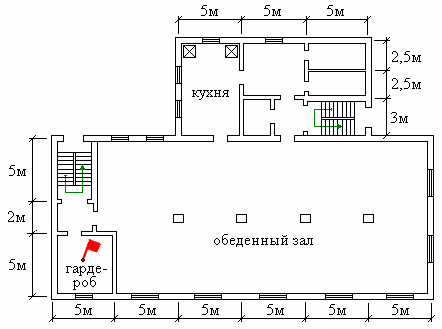 5м 5м 5м
2,5м
2,5м
кухня
3м
5м
2м
обеденный зал
5м
гарде-
роб
5м 5м 5м 5м 5м 5м